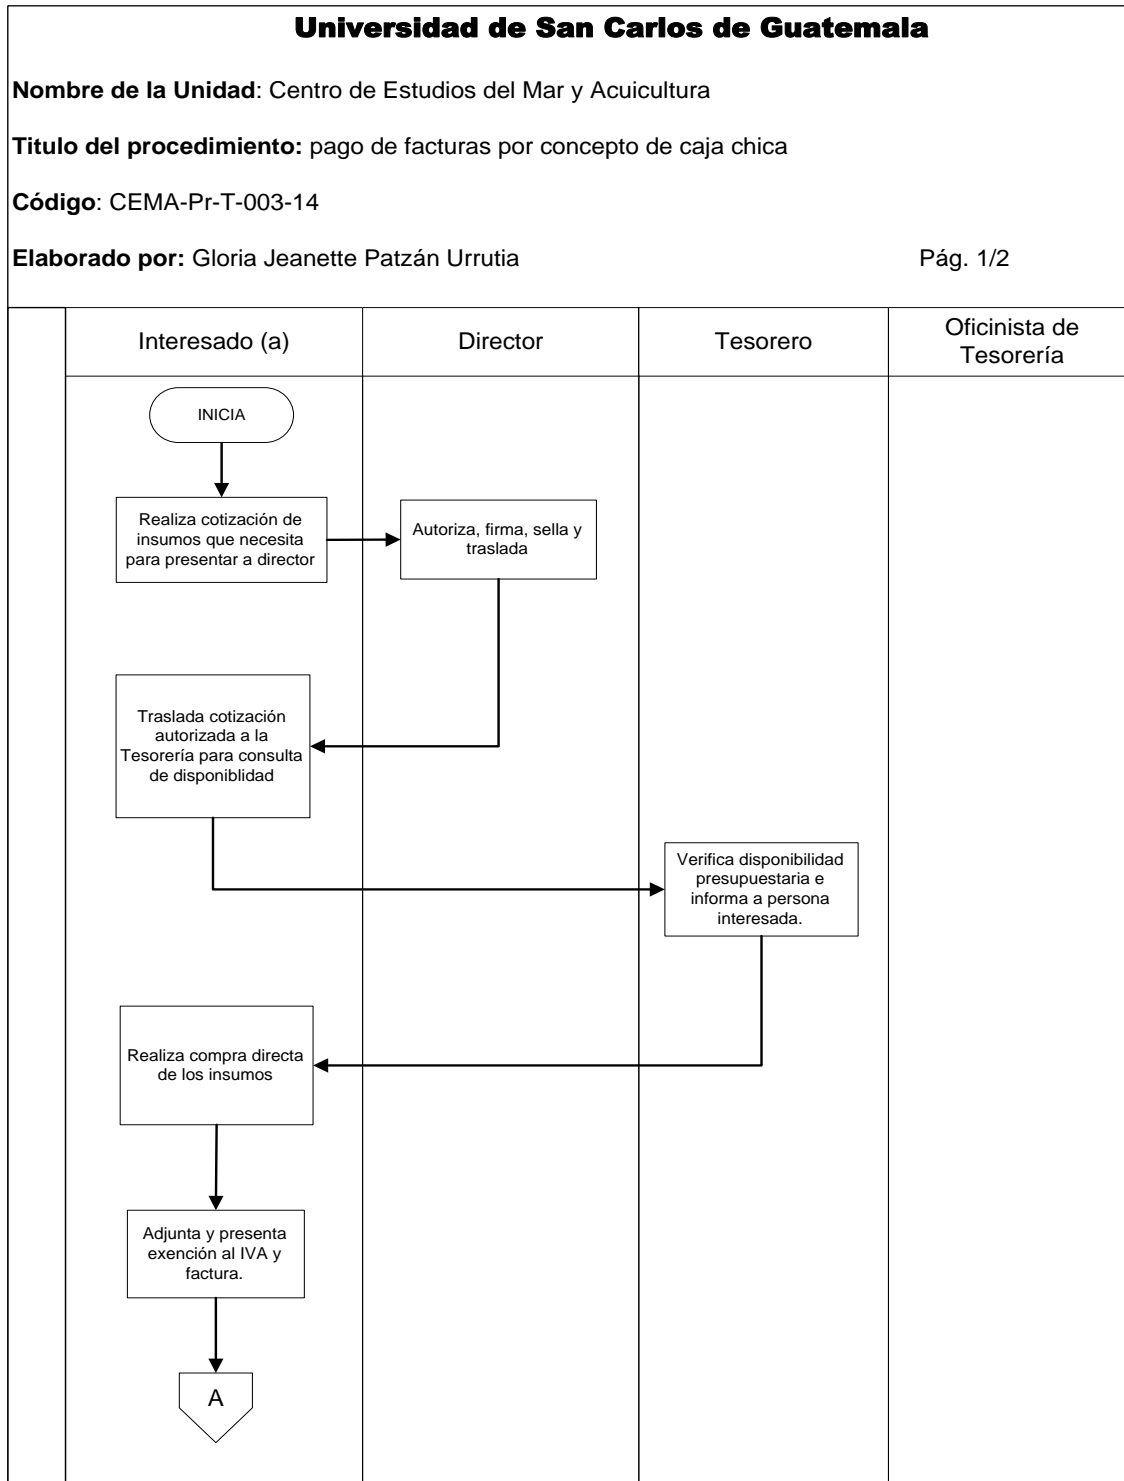 Universidad de San Carlos de Guatemala
Nombre de la Unidad: Centro de Estudios del Mar y Acuicultura
Titulo del procedimiento: pago de facturas por concepto de caja chica
Código: CEMA-Pr-T-003-14
Elaborado por: Gloria Jeanette Patzán Urrutia Pág. 1/2
Interesado (a)
Director
Tesorero
Oficinista de
Tesorería
INICIA
Realiza cotización de
insumos que necesita
para presentar a director
Autoriza, firma, sella y
traslada
Traslada cotización
autorizada a la
Tesorería para consulta
de disponiblidad
Verifica disponibilidad
presupuestaria e
informa a persona
interesada.
Realiza compra directa
de los insumos
Adjunta y presenta
exención al IVA y
factura.
A